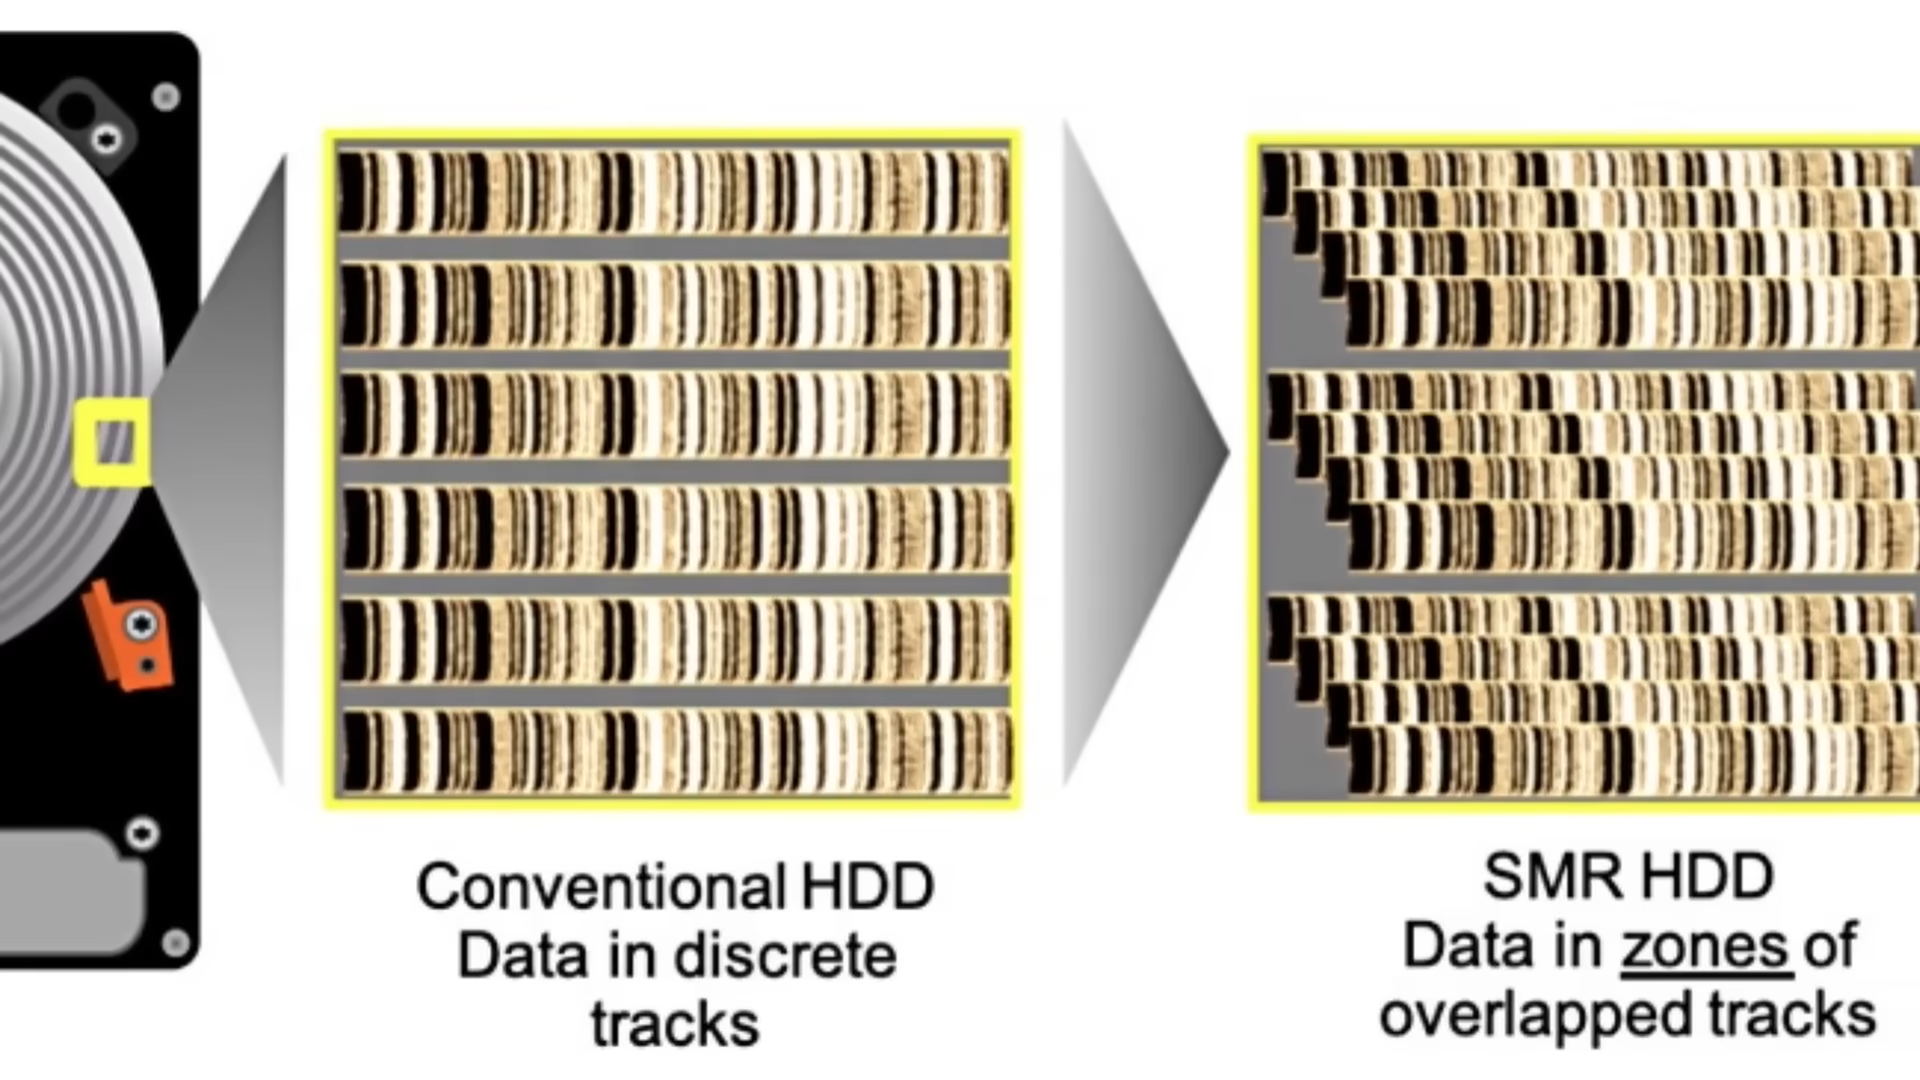 Conventional HDD
Data in discrete
tracks
SMR HDD
Data in zones of
overlapped tracks